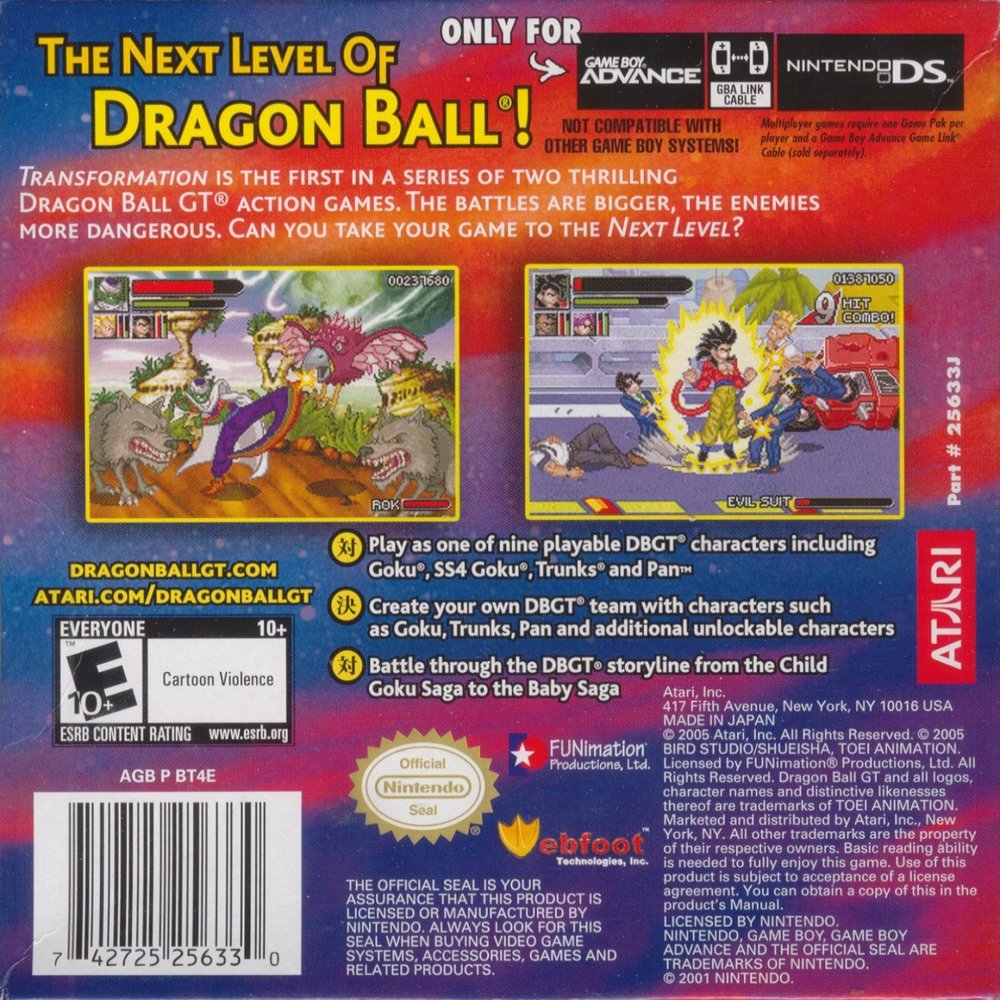 ONLY FOR
THE NEXT LEVEL OF
DRAGON BALL®!
GAME BOY ADVANCE
GBA LINK
CABLE
NINTENDO DS™
NOT COMPATIBLE WITH
OTHER GAME BOY SYSTEMS!
Multiplayer games require one Game Pak per
player and a Game Boy Advance Game Link®
Cable (sold separately).
TRANSFORMATION IS THE FIRST IN A SERIES OF TWO THRILLING
DRAGON BALL GT® ACTION GAMES. THE BATTLES ARE BIGGER, THE ENEMIES
MORE DANGEROUS. CAN YOU TAKE YOUR GAME TO THE NEXT LEVEL?
00237680
ROK
01387050
9 HIT
COMBO!
EVIL SUIT
Part # 25633J
ATARI
対 Play as one of nine playable DBGT® characters including
Goku®, SS4 Goku®, Trunks® and Pan™
決 Create your own DBGT® team with characters such
as Goku, Trunks, Pan and additional unlockable characters
対 Battle through the DBGT® storyline from the Child
Goku Saga to the Baby Saga
DRAGONBALLGT.COM
ATARI.COM/DRAGONBALLGT
EVERYONE 10+
E
10+
™
Cartoon Violence
ESRB CONTENT RATING www.esrb.org
AGB P BT4E
7 42725 25633 0
Official
Nintendo
Seal
®
FUNimation®
Productions, Ltd.
Webfoot™
Technologies, Inc.
THE OFFICIAL SEAL IS YOUR
ASSURANCE THAT THIS PRODUCT IS
LICENSED OR MANUFACTURED BY
NINTENDO. ALWAYS LOOK FOR THIS
SEAL WHEN BUYING VIDEO GAME
SYSTEMS, ACCESSORIES, GAMES AND
RELATED PRODUCTS.
Atari, Inc.
417 Fifth Avenue, New York, NY 10016 USA
MADE IN JAPAN
© 2005 Atari, Inc. All Rights Reserved. © 2005
BIRD STUDIO/SHUEISHA, TOEI ANIMATION.
Licensed by FUNimation® Productions, Ltd. All
Rights Reserved. Dragon Ball GT and all logos,
character names and distinctive likenesses
thereof are trademarks of TOEI ANIMATION.
Marketed and distributed by Atari, Inc., New
York, NY. All other trademarks are the property
of their respective owners. Basic reading ability
is needed to fully enjoy this game. Use of this
product is subject to acceptance of a license
agreement. You can obtain a copy of this in the
product's Manual.
LICENSED BY NINTENDO.
NINTENDO, GAME BOY, GAME BOY
ADVANCE AND THE OFFICIAL SEAL ARE
TRADEMARKS OF NINTENDO.
© 2001 NINTENDO.